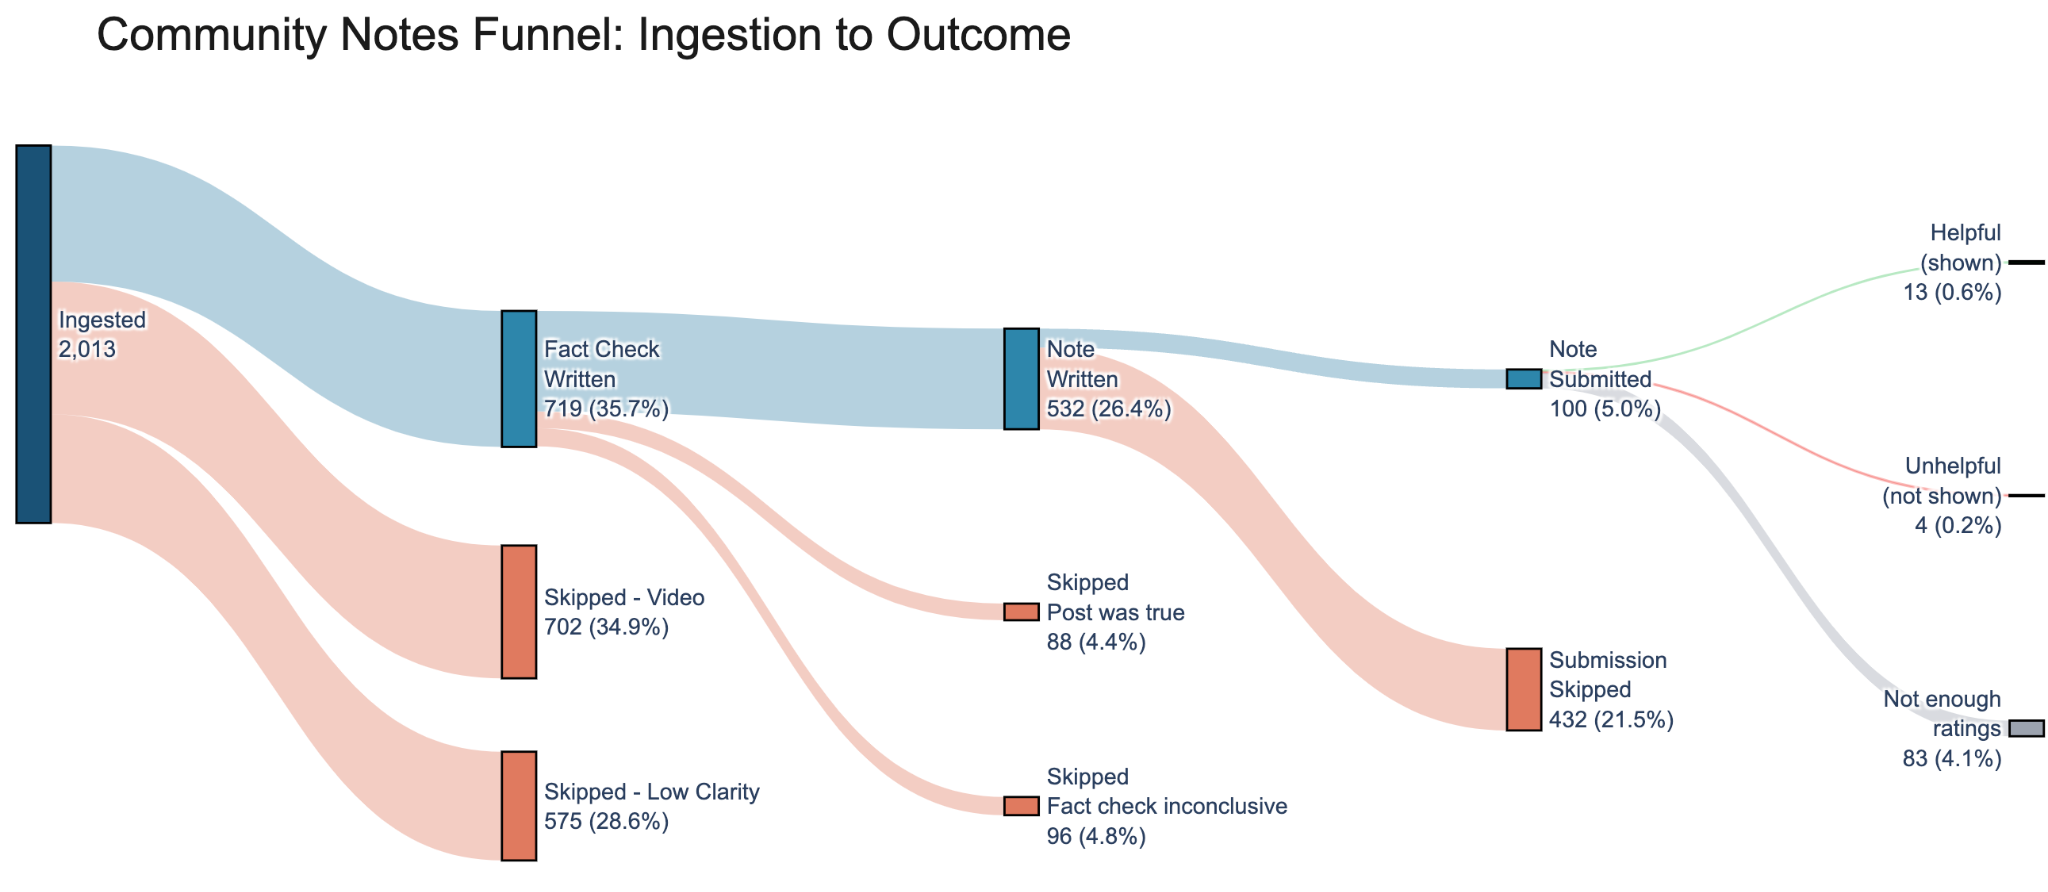 Community Notes Funnel: Ingestion to Outcome
Ingested
2,013
Fact Check
Written
719 (35.7%)
Skipped - Video
702 (34.9%)
Skipped - Low Clarity
575 (28.6%)
Note
Written
532 (26.4%)
Skipped
Post was true
88 (4.4%)
Skipped
Fact check inconclusive
96 (4.8%)
Note
Submitted
100 (5.0%)
Submission
Skipped
432 (21.5%)
Helpful
(shown)
13 (0.6%)
Unhelpful
(not shown)
4 (0.2%)
Not enough
ratings
83 (4.1%)